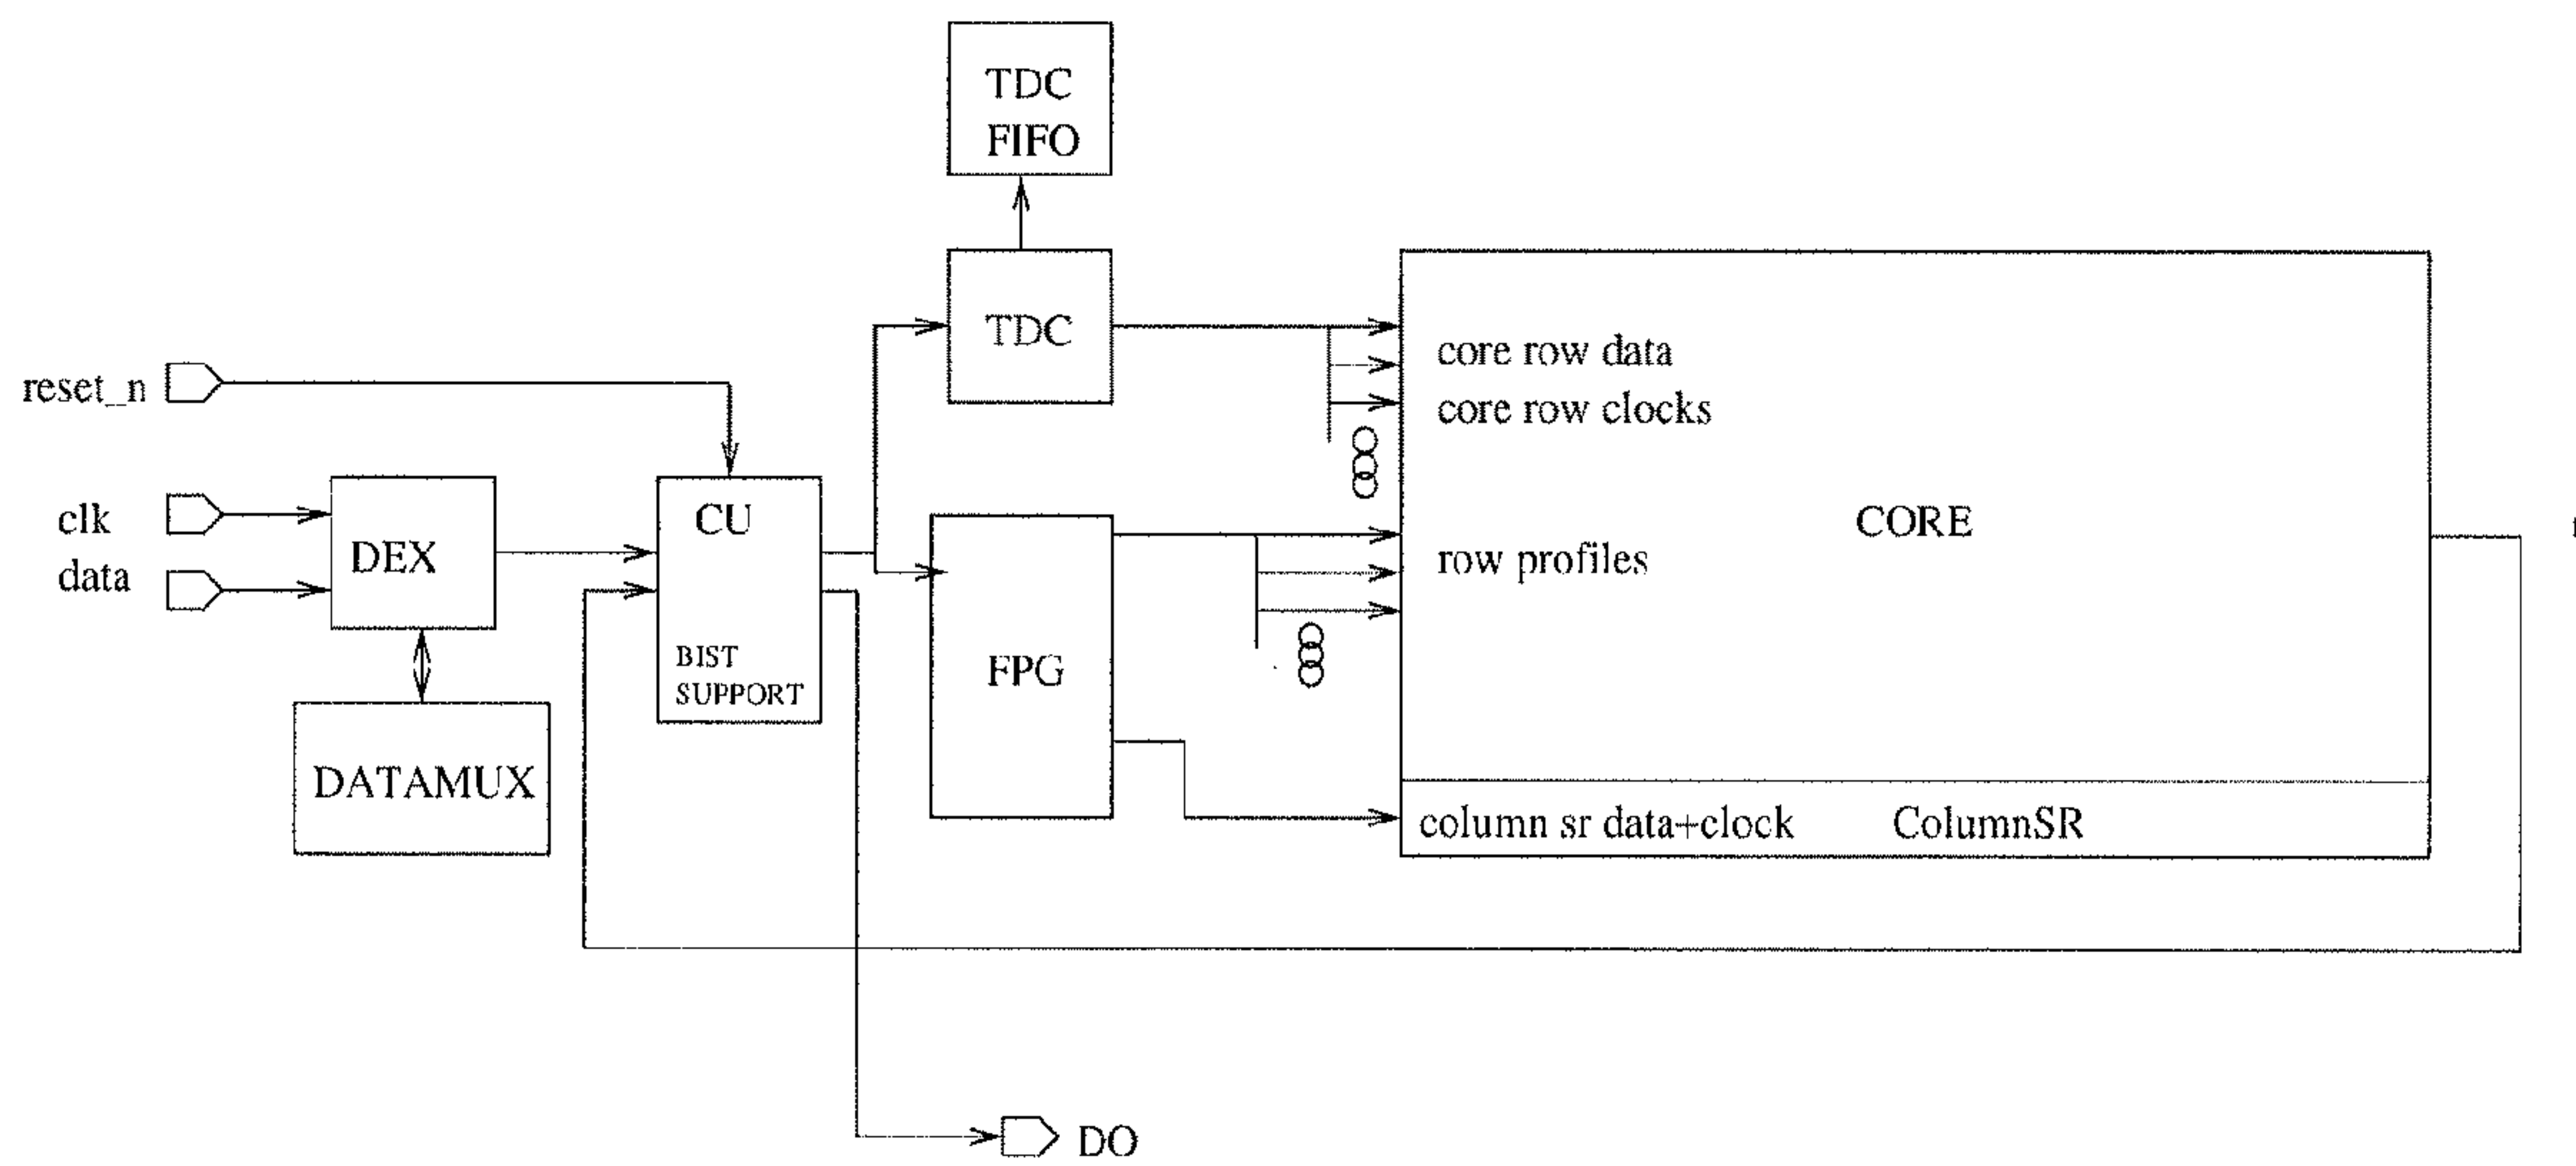 TDC
FIFO
TDC
core row data
core row clocks
reset_n
clk
data
DEX
CU
BIST
SUPPORT
DATAMUX
FPG
row profiles
CORE
column sr data+clock
ColumnSR
DO